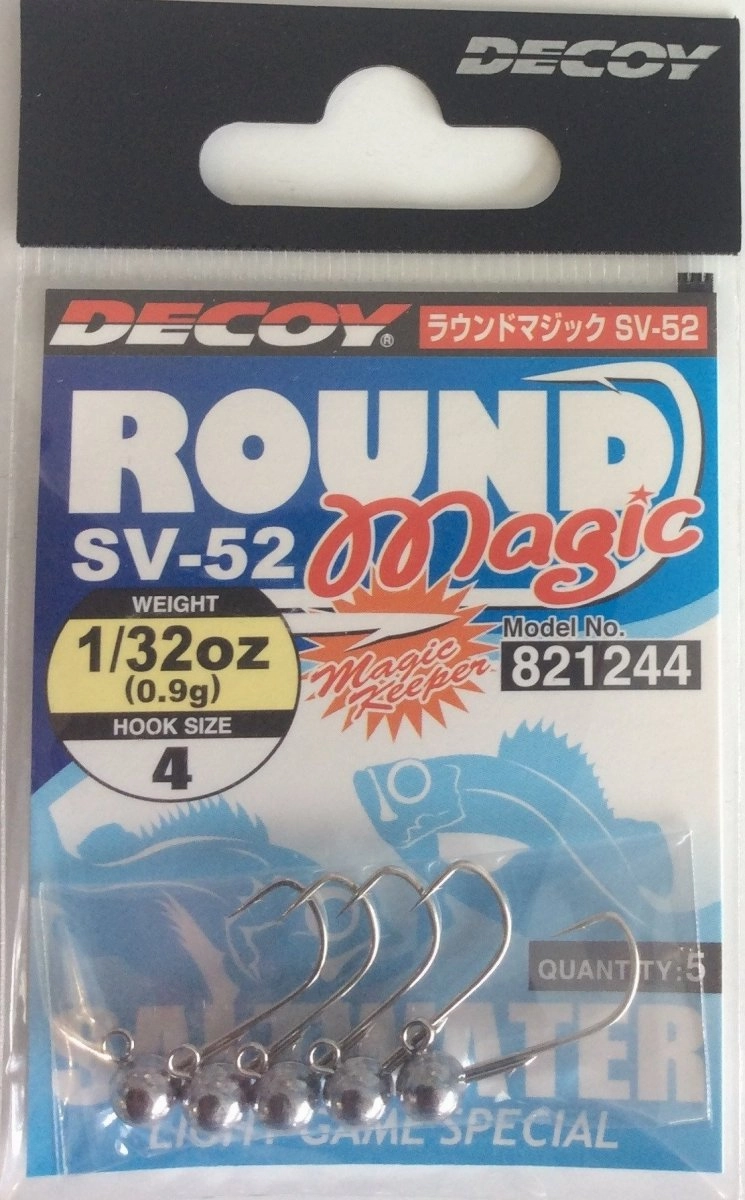 DECOY
DECOY® ラウンドマジック SV-52
ROUND
magic
SV-52
WEIGHT
1/32oz
(0.9g)
HOOK SIZE
4
Magic
Keeper
Model No.
821244
QUANTITY:5
SALTWATER
LIGHT GAME SPECIAL